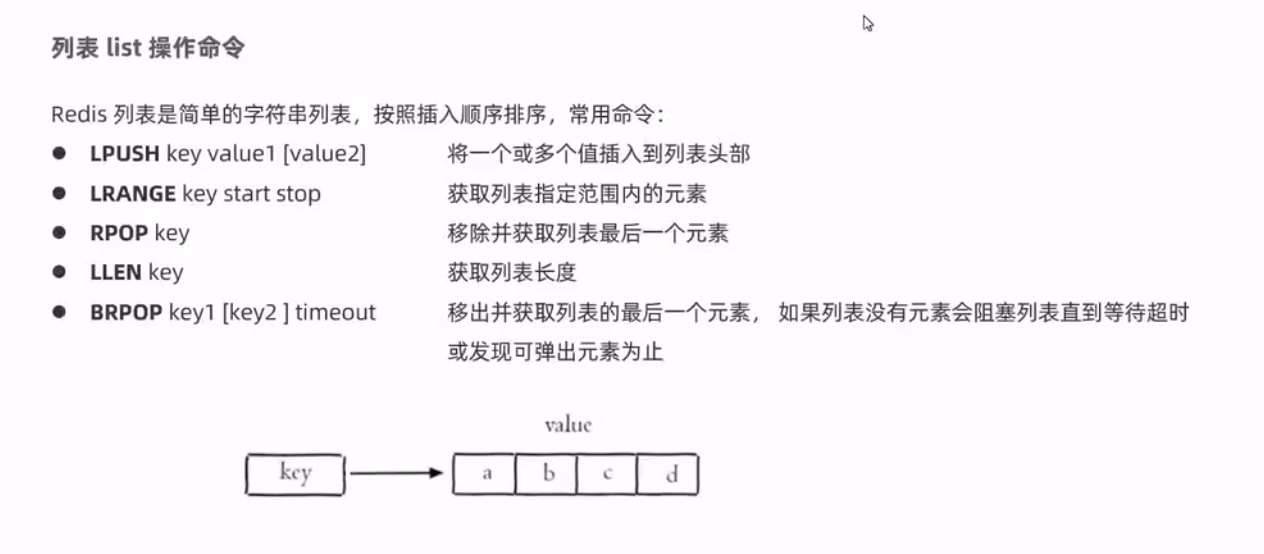 列表 list 操作命令
Redis 列表是简单的字符串列表，按照插入顺序排序，常用命令：
● LPUSH key value1 [value2] 将一个或多个值插入到列表头部
● LRANGE key start stop 获取列表指定范围内的元素
● RPOP key 移除并获取列表最后一个元素
● LLEN key 获取列表长度
● BRPOP key1 [key2 ] timeout 移出并获取列表的最后一个元素， 如果列表没有元素会阻塞列表直到等待超时
或发现可弹出元素为止
value
key a b c d